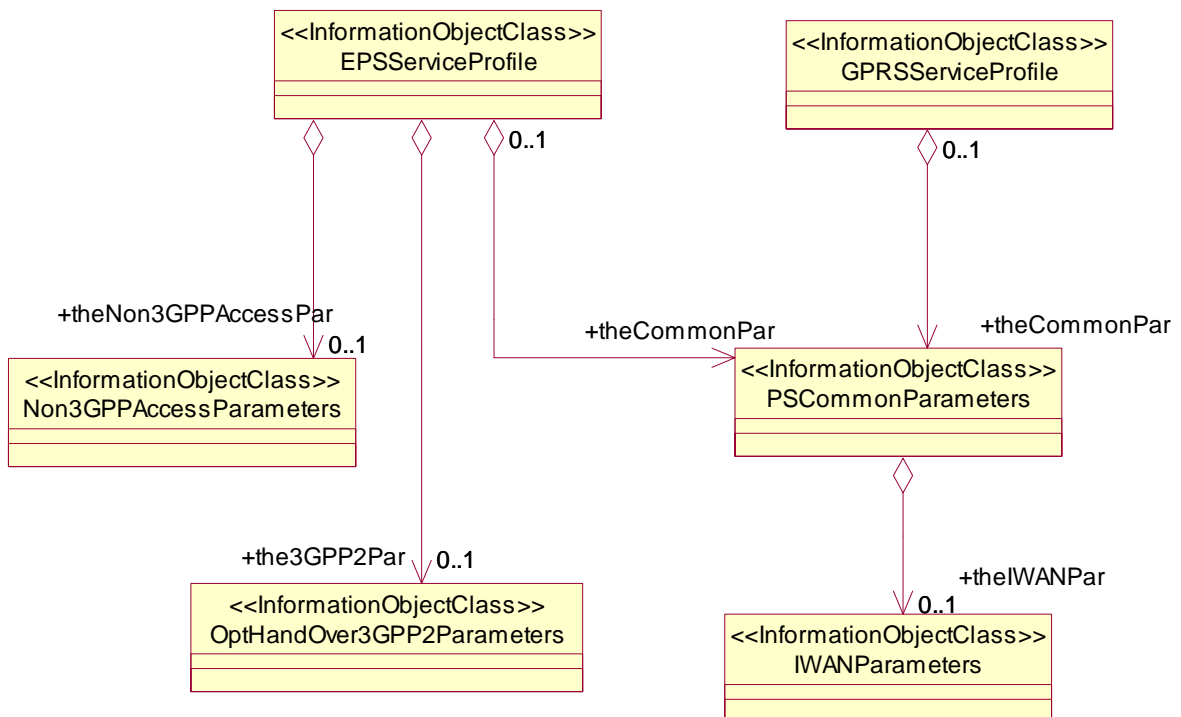 <<InformationObjectClass>>
EPSServiceProfile
<<InformationObjectClass>>
GPRSServiceProfile
0..1
0..1
+theNon3GPPAccessPar
0..1
+theCommonPar
+theCommonPar
<<InformationObjectClass>>
Non3GPPAccessParameters
<<InformationObjectClass>>
PSCommonParameters
+the3GPP2Par
0..1
+theIWANPar
0..1
<<InformationObjectClass>>
OptHandOver3GPP2Parameters
<<InformationObjectClass>>
IWANParameters